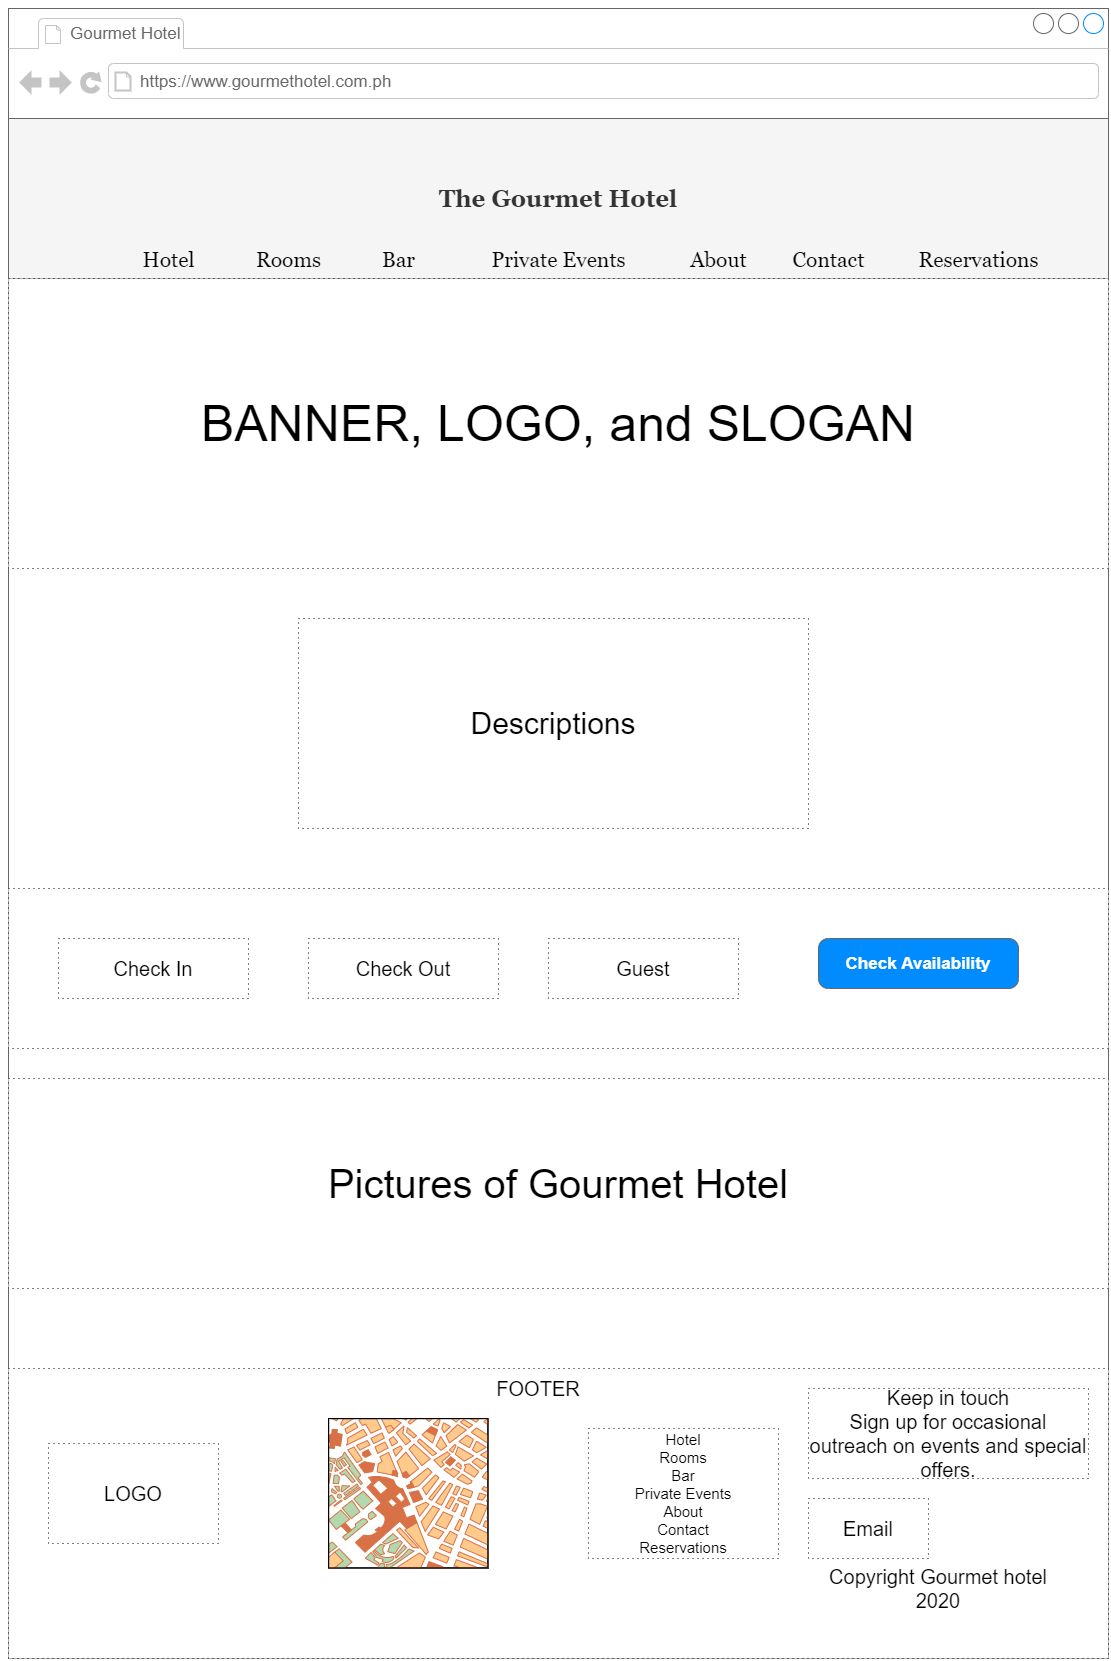 Gourmet Hotel
https://www.gourmethotel.com.ph
The Gourmet Hotel
Hotel Rooms Bar Private Events About Contact Reservations
BANNER, LOGO, and SLOGAN
Descriptions
Check In Check Out Guest Check Availability
Pictures of Gourmet Hotel
FOOTER
LOGO
Hotel
Rooms
Bar
Private Events
About
Contact
Reservations
Keep in touch
Sign up for occasional
outreach on events and special
offers.
Email
Copyright Gourmet hotel
2020